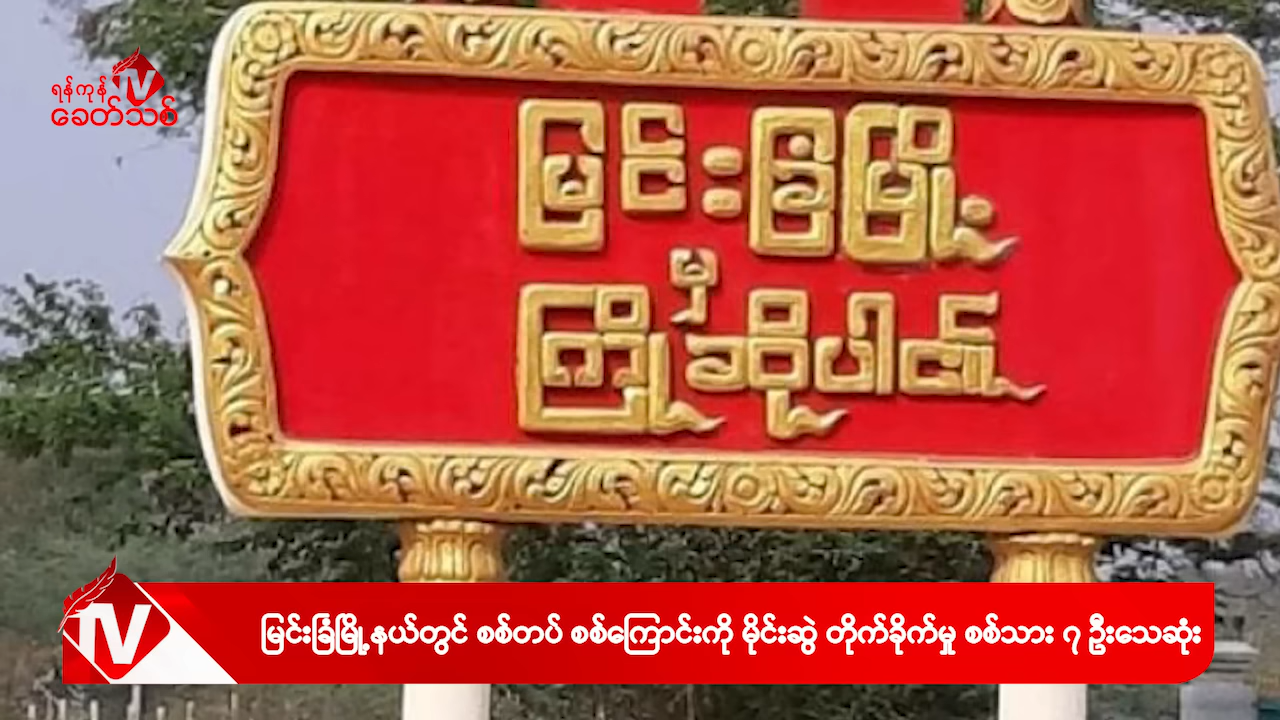 ရန်ကုန် TV
ခေတ်သစ်
မြင်းခြံမြို့
မှ
ကြိုဆိုပါ၏
TV
မြင်းခြံမြို့နယ်တွင် စစ်တပ် စစ်ကြောင်းကို မိုင်းဆွဲ တိုက်ခိုက်မှု စစ်သား ၇ ဦးသေဆုံး